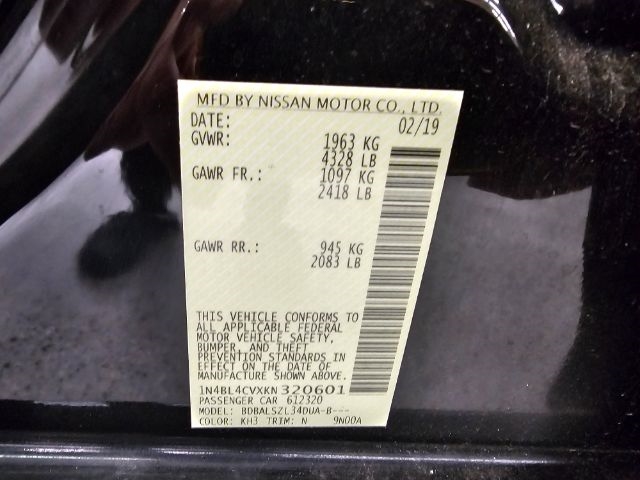 MFD BY NISSAN MOTOR CO., LTD.
DATE: 02/19
GVWR: 1963 KG
4328 LB
GAWR FR.: 1097 KG
2418 LB
GAWR RR.: 945 KG
2083 LB
THIS VEHICLE CONFORMS TO
ALL APPLICABLE FEDERAL
MOTOR VEHICLE SAFETY,
BUMPER, AND THEFT
PREVENTION STANDARDS IN
EFFECT ON THE DATE OF
MANUFACTURE SHOWN ABOVE.
1N4BL4CVXKN320601
PASSENGER CAR 612320
MODEL: BDBALSZL34DUA-B---
COLOR: KH3 TRIM: N 9N00A